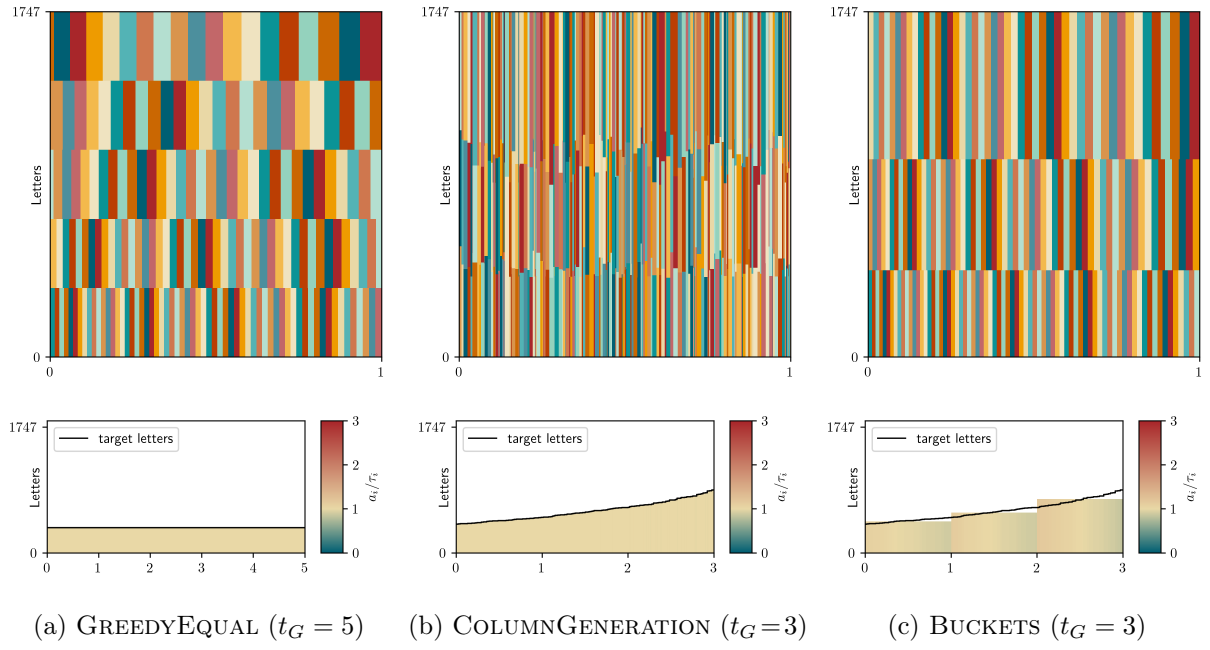 1747
Letters
0
0 1
1747
Letters
0
0 1
1747
Letters
0
0 1
1747
Letters
0
target letters
0 1 2 3 4 5
3
2
1
0
a_i/τ_i
1747
Letters
0
target letters
0 1 2 3
3
2
1
0
a_i/τ_i
1747
Letters
0
target letters
0 1 2 3
3
2
1
0
a_i/τ_i
(a) GREEDYEQUAL (t_G = 5)
(b) COLUMNGENERATION (t_G=3)
(c) BUCKETS (t_G = 3)